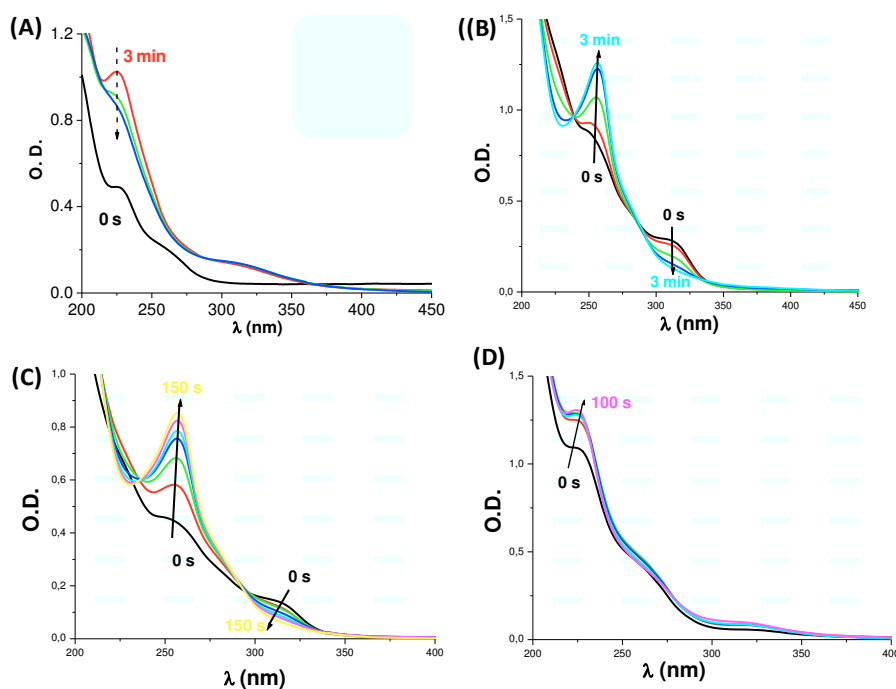 (A)
1.2
0.9
0.6
0.4
0.0
O. D.
3 min
0 s
200 250 300 350 400 450
λ (nm)
((B)
1,5
1,0
0,5
0,0
O.D.
3 min
0 s
0 s
3 min
200 250 300 350 400 450
λ (nm)
(C)
1,0
0,8
0,6
0,4
0,2
0,0
O.D.
150 s
0 s
0 s
150 s
200 250 300 350 400
λ (nm)
(D)
1,5
1,0
0,5
0,0
O.D.
100 s
0 s
200 250 300 350 400
λ (nm)